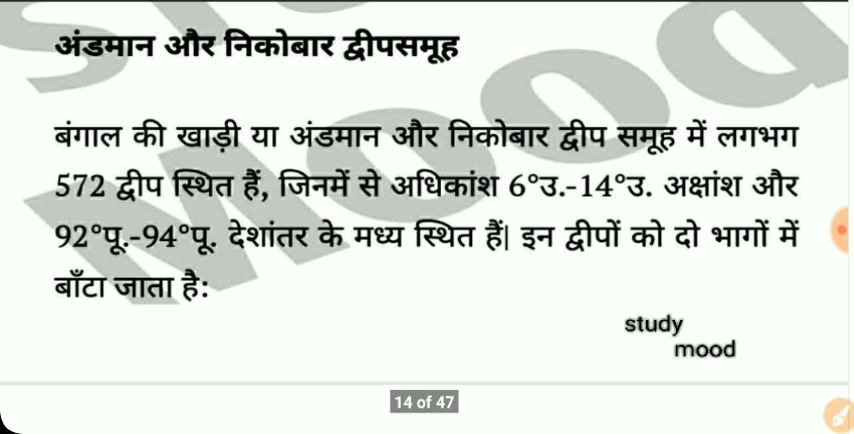 अंडमान और निकोबार द्वीपसमूह
बंगाल की खाड़ी या अंडमान और निकोबार द्वीप समूह में लगभग
572 द्वीप स्थित हैं, जिनमें से अधिकांश 6°उ.-14°उ. अक्षांश और
92°पू.-94°पू. देशांतर के मध्य स्थित हैं| इन द्वीपों को दो भागों में
बाँटा जाता है:
study
mood
14 of 47
Mood